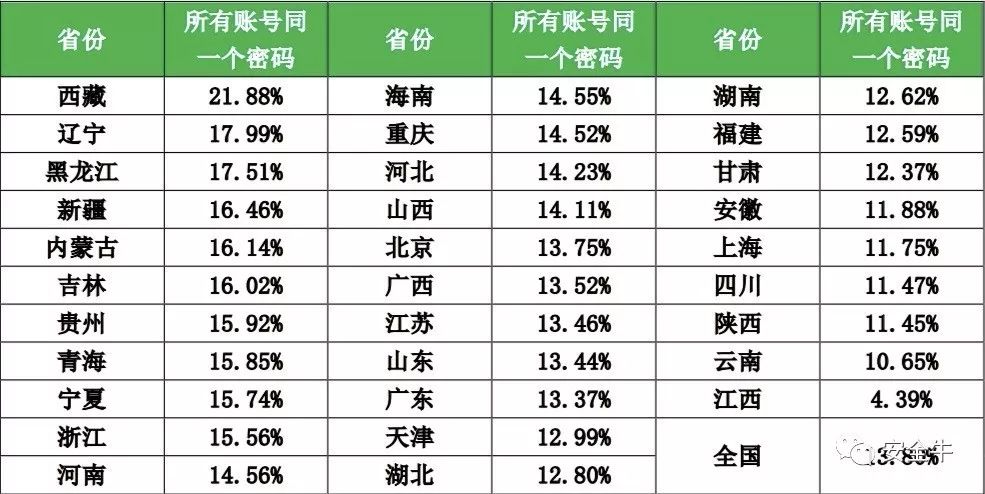 省份 所有账号同一个密码 省份 所有账号同一个密码 省份 所有账号同一个密码
西藏 21.88% 海南 14.55% 湖南 12.62%
辽宁 17.99% 重庆 14.52% 福建 12.59%
黑龙江 17.51% 河北 14.23% 甘肃 12.37%
新疆 16.46% 山西 14.11% 安徽 11.88%
内蒙古 16.14% 北京 13.75% 上海 11.75%
吉林 16.02% 广西 13.52% 四川 11.47%
贵州 15.92% 江苏 13.46% 陕西 11.45%
青海 15.85% 山东 13.44% 云南 10.65%
宁夏 15.74% 广东 13.37% 江西 4.39%
浙江 15.56% 天津 12.99% 全国
河南 14.56% 湖北 12.80%
安全牛